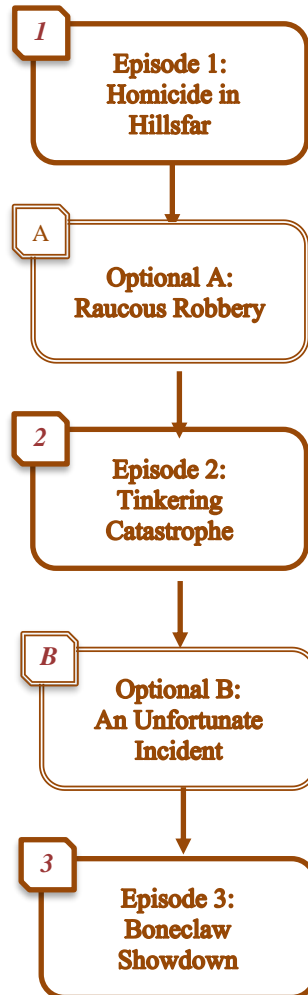 1
Episode 1:
Homicide in
Hillsfar
A
Optional A:
Raucous Robbery
2
Episode 2:
Tinkering
Catastrophe
B
Optional B:
An Unfortunate
Incident
3
Episode 3:
Boneclaw
Showdown